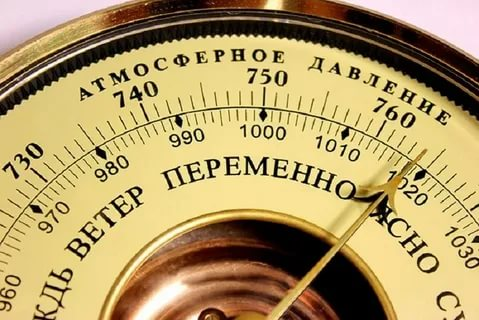 АТМОСФЕРНОЕ ДАВЛЕНИЕ
730 740 750 760
960 970 980 990 1000 1010 1020 1030
ВЕТЕР ПЕРЕМЕННО ЯСНО